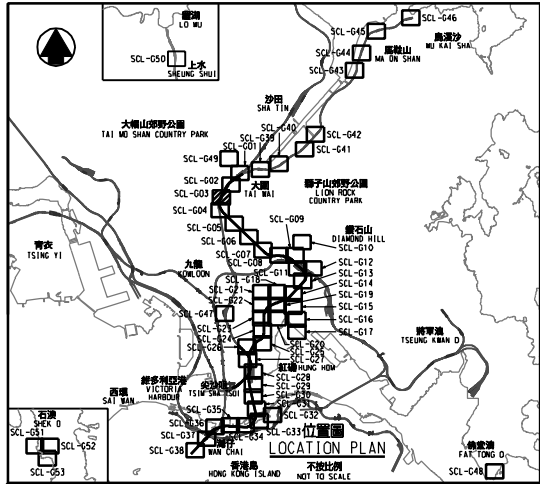 羅湖
LO WU
SCL-G50
上水
SHEUNG SHUI
SCL-G46
烏溪沙
WU KAI SHA
SCL-G45
SCL-G44
馬鞍山
MA ON SHAN
SCL-G43
沙田
SHA TIN
大帽山郊野公園
TAI MO SHAN COUNTRY PARK
SCL-G40
SCL-G39
SCL-G01
SCL-G42
SCL-G41
SCL-G49
SCL-G02
大圍
TAI WAI
獅子山郊野公園
LION ROCK
COUNTRY PARK
SCL-G03
SCL-G04
SCL-G05
SCL-G06
SCL-G07
SCL-G08
SCL-G09
鑽石山
DIAMOND HILL
SCL-G10
SCL-G11
SCL-G12
SCL-G13
SCL-G14
SCL-G18
SCL-G19
SCL-G15
青衣
TSING YI
九龍
KOWLOON
SCL-G21
SCL-G22
SCL-G47
SCL-G23
SCL-G24
SCL-G26
SCL-G16
SCL-G17
SCL-G20
SCL-G27
紅磡
HUNG HOM
將軍澳
TSEUNG KWAN O
SCL-G28
SCL-G29
SCL-G30
SCL-G31
SCL-G32
SCL-G33
SCL-G34
SCL-G35
SCL-G36
SCL-G37
SCL-G38
西環
SAI WAN
維多利亞港
VICTORIA
HARBOUR
尖沙咀
TSIM SHA TSUI
灣仔
WAN CHAI
香港島
HONG KONG ISLAND
石澳
SHEK O
SCL-G51
SCL-G52
SCL-G53
位置圖
LOCATION PLAN
不按比例
NOT TO SCALE
佛堂澳
FAT TONG O
SCL-G48